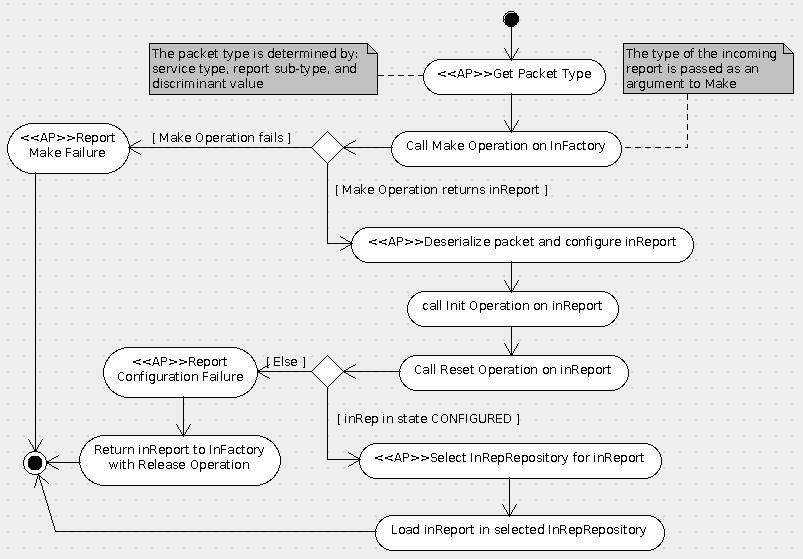 The packet type is determined by:
service type, report sub-type, and
discriminant value
<<AP>>Get Packet Type
The type of the incoming
report is passed as an
argument to Make
<<AP>>Report
Make Failure
[ Make Operation fails ]
Call Make Operation on InFactory
[ Make Operation returns inReport ]
<<AP>>Deserialize packet and configure inReport
call Init Operation on inReport
<<AP>>Report
Configuration Failure
[ Else ]
Call Reset Operation on inReport
[ inRep in state CONFIGURED ]
Return inReport to InFactory
with Release Operation
<<AP>>Select InRepRepository for inReport
Load inReport in selected InRepRepository